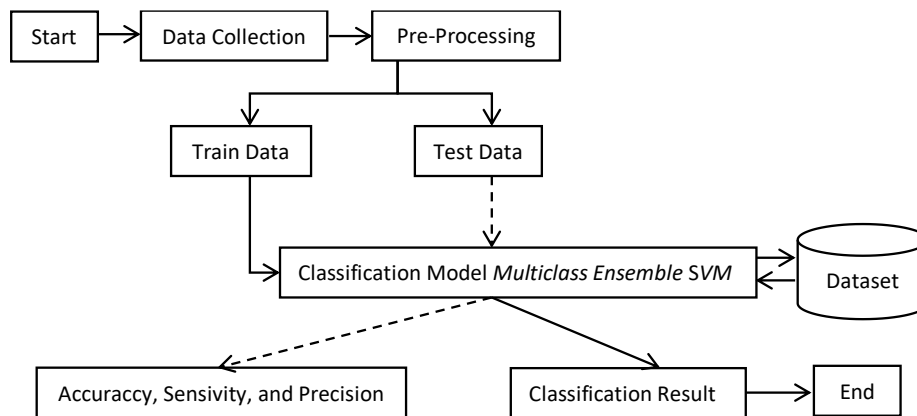 Start
Data Collection
Pre-Processing
Train Data
Test Data
Classification Model Multiclass Ensemble SVM
Dataset
Accuraccy, Sensivity, and Precision
Classification Result
End